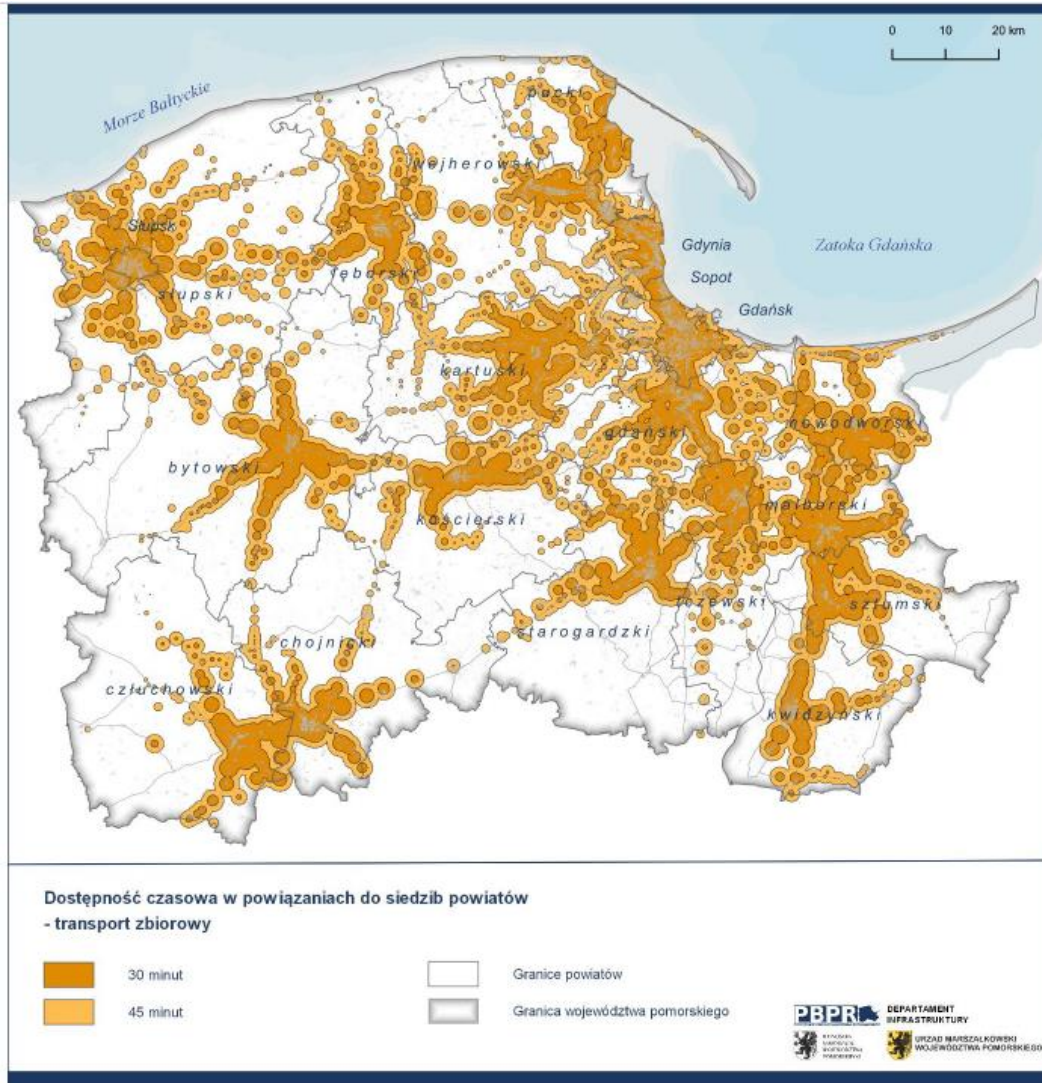 0 10 20 km
Morze Bałtyckie
pucki
wejherowski
Słupsk
Gdynia
Zatoka Gdańska
Sopot
lęborski
słupski
Gdańsk
kartuski
nowodworski
gdański
bytowski
malborski
kościerski
tczewski
sztumski
starogardzki
chojnicki
człuchowski
kwidzyński
Dostępność czasowa w powiązaniach do siedzib powiatów
- transport zbiorowy
30 minut
Granice powiatów
45 minut
Granica województwa pomorskiego
PBPR
DEPARTAMENT
INFRASTRUKTURY
URZĄD MARSZAŁKOWSKI
WOJEWÓDZTWA POMORSKIEGO